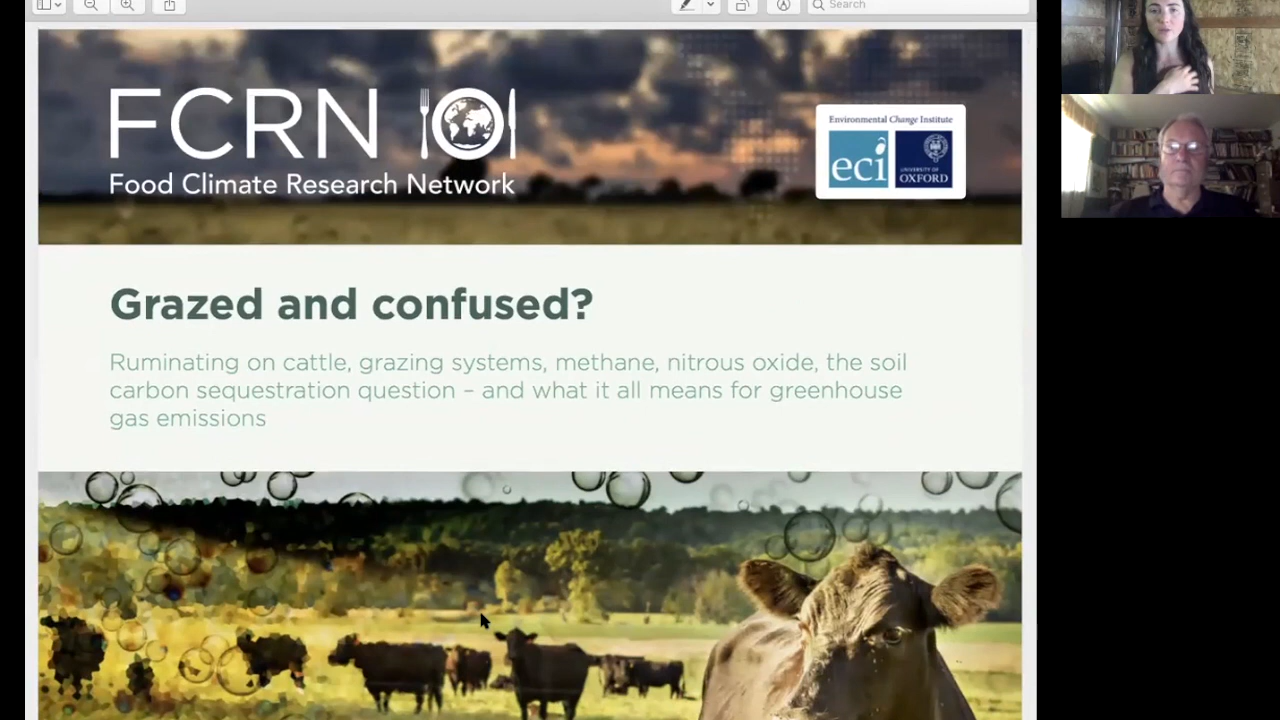 Search
FCRN
Food Climate Research Network
Environmental Change Institute
eci
UNIVERSITY OF
OXFORD
Grazed and confused?
Ruminating on cattle, grazing systems, methane, nitrous oxide, the soil
carbon sequestration question – and what it all means for greenhouse
gas emissions